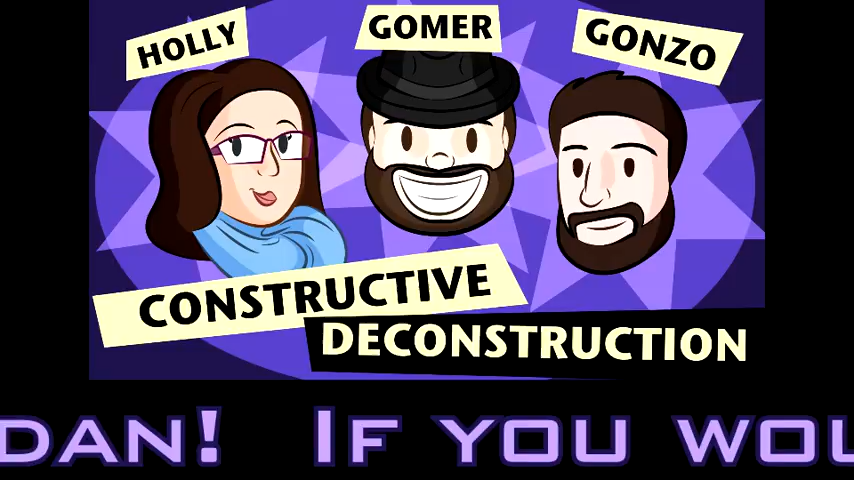 HOLLY
GOMER
GONZO
CONSTRUCTIVE
DECONSTRUCTION
DAN! IF YOU WOU